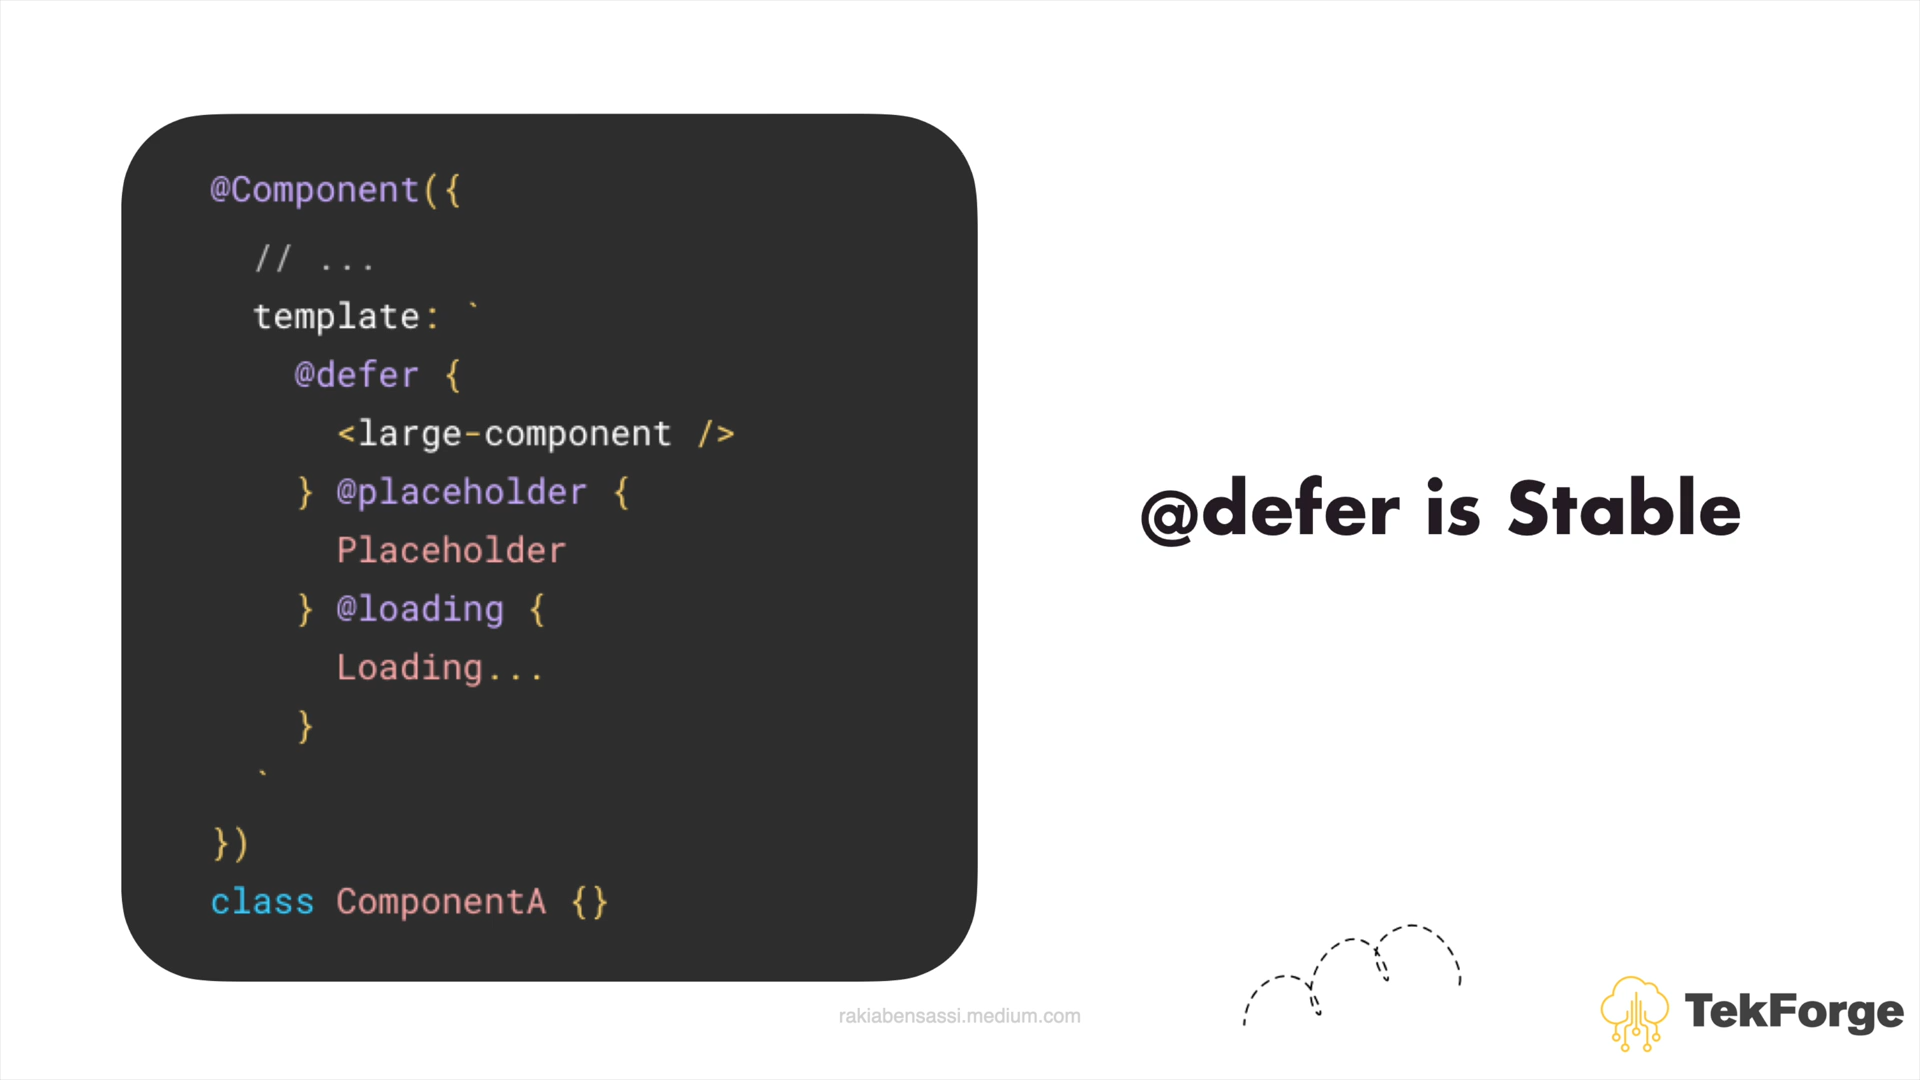 @Component({
// ...
template: `
@defer {
<large-component />
} @placeholder {
Placeholder
} @loading {
Loading...
}
`
})
class ComponentA {}
@defer is Stable
rakiabensassi.medium.com
TekForge